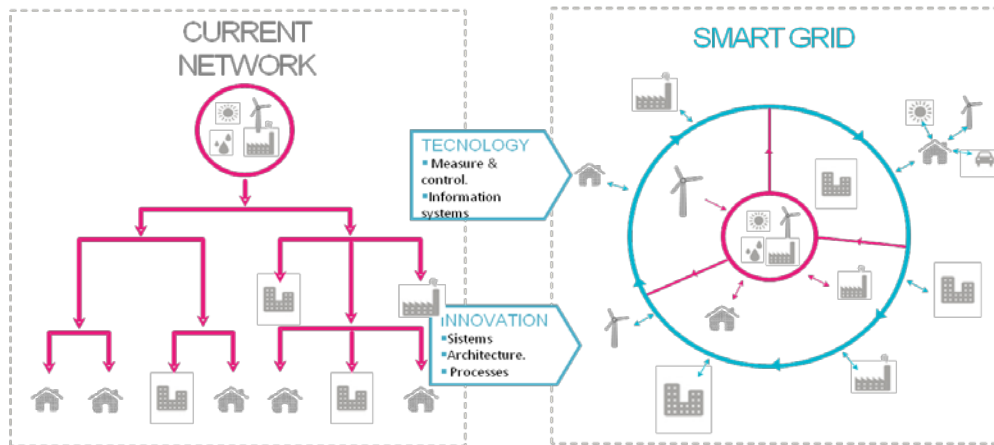 CURRENT
NETWORK
TECNOLOGY
▪ Measure &
control.
▪Information
systems
INNOVATION
▪Sistems
▪Architecture.
▪ Processes
SMART GRID